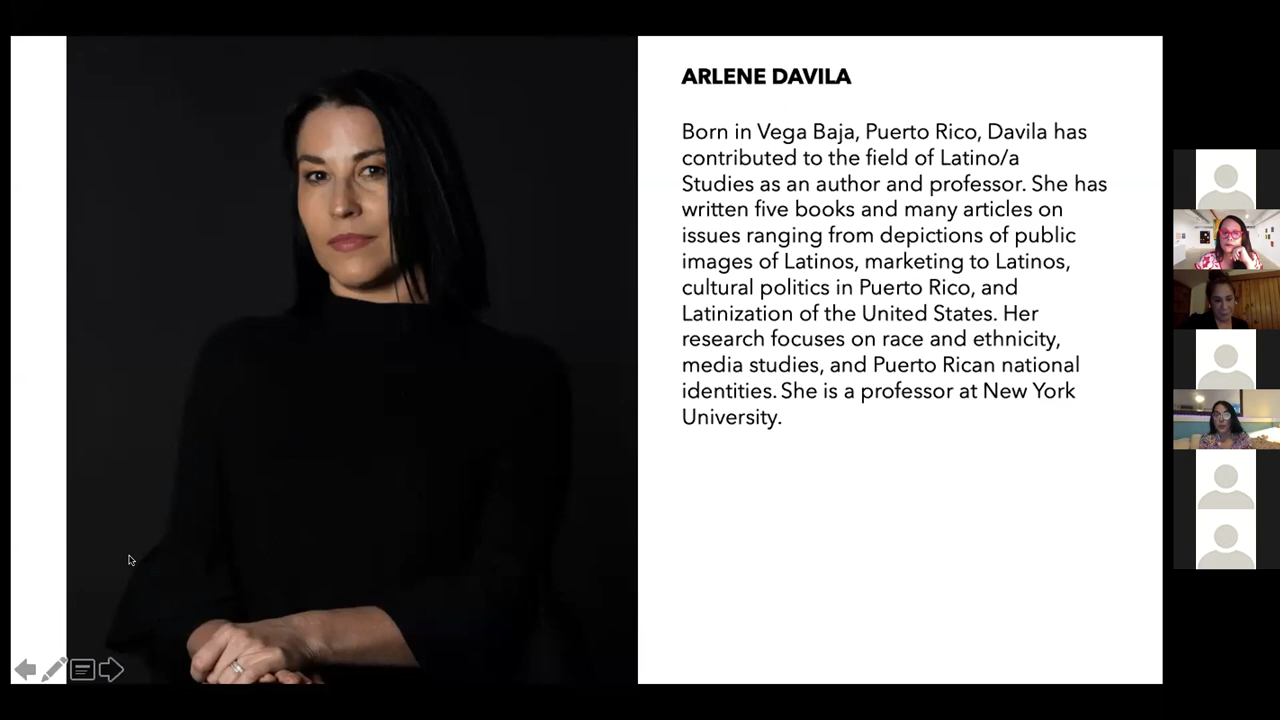 ARLENE DAVILA
Born in Vega Baja, Puerto Rico, Davila has
contributed to the field of Latino/a
Studies as an author and professor. She has
written five books and many articles on
issues ranging from depictions of public
images of Latinos, marketing to Latinos,
cultural politics in Puerto Rico, and
Latinization of the United States. Her
research focuses on race and ethnicity,
media studies, and Puerto Rican national
identities. She is a professor at New York
University.